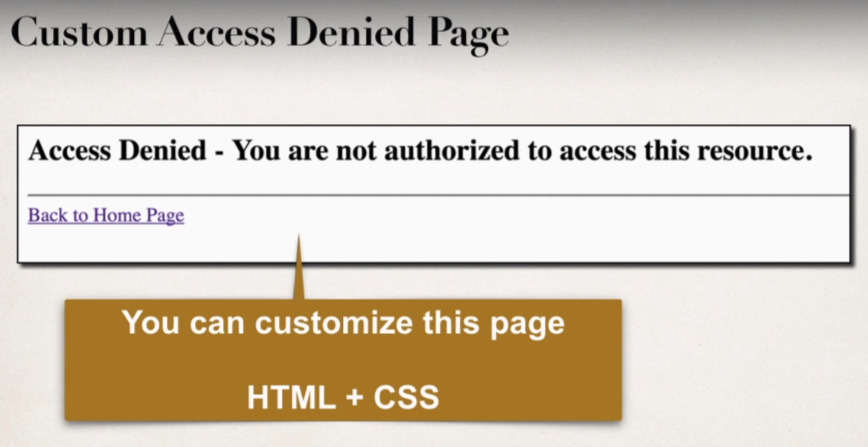 Custom Access Denied Page
Access Denied - You are not authorized to access this resource.
Back to Home Page
You can customize this page
HTML + CSS